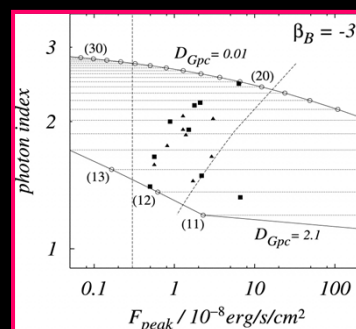 β_B = -3
3
(30)
D_Gpc = 0.01
(20)
photon index
2
(13)
(12)
(11)
D_Gpc = 2.1
1
0.1 1 10 100
F_peak / 10^-8 erg/s/cm^2